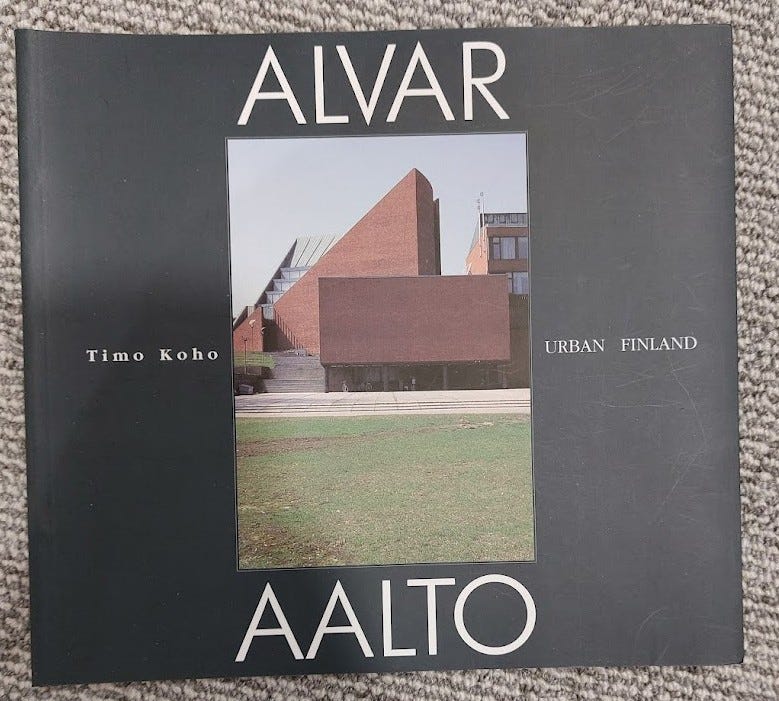 ALVAR
Timo Koho
URBAN FINLAND
AALTO